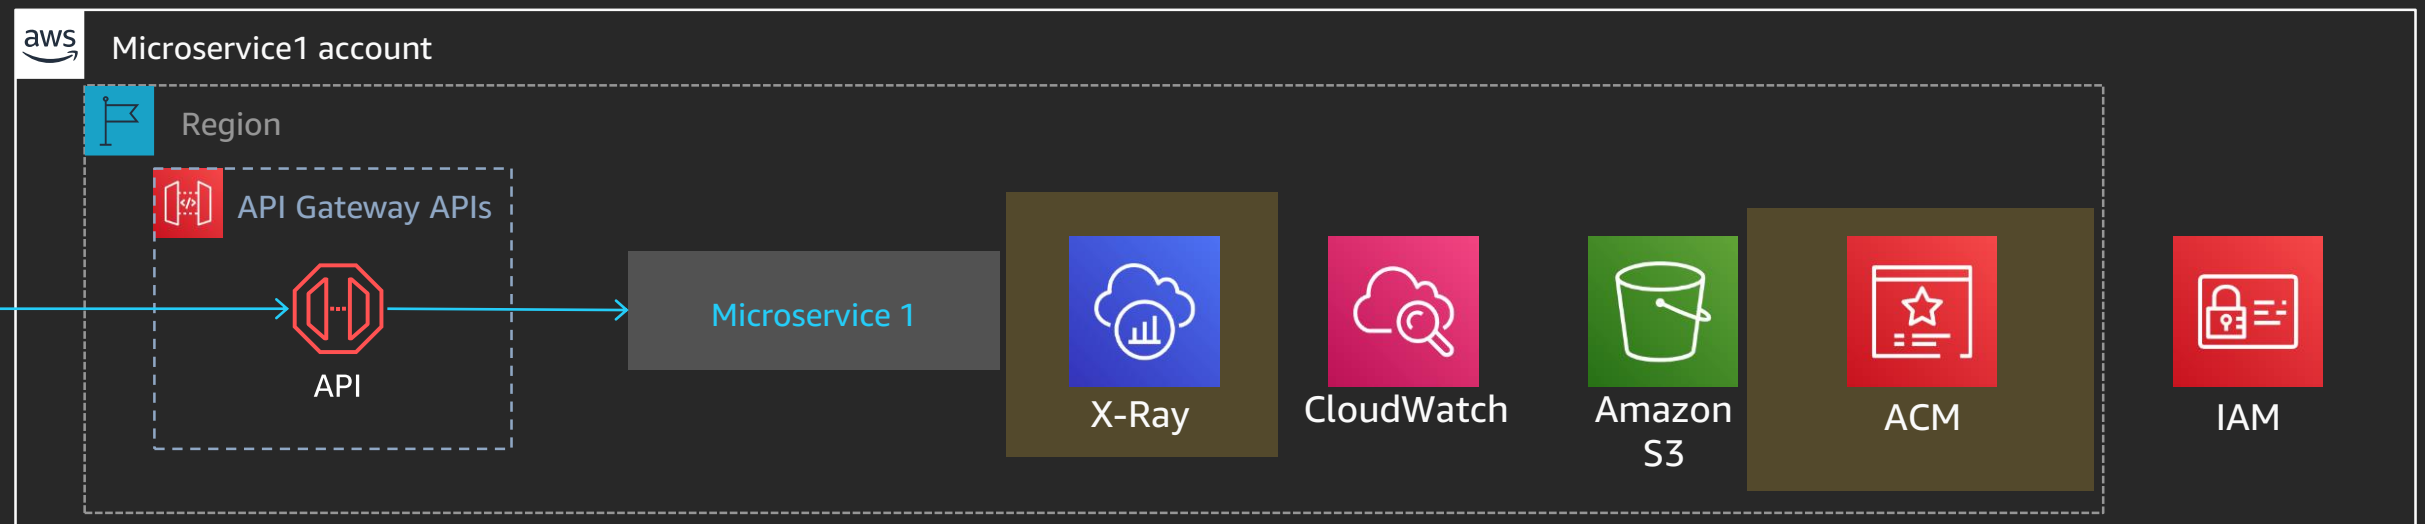 aws
Microservice1 account
Region
API Gateway APIs
API
Microservice 1
X-Ray
CloudWatch
Amazon
S3
ACM
IAM